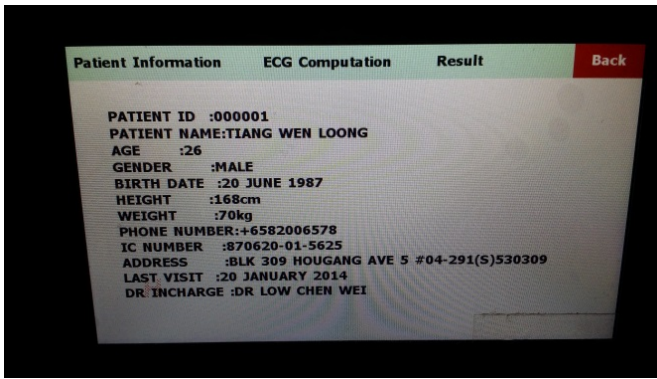 Patient Information ECG Computation Result Back
PATIENT ID :000001
PATIENT NAME:TIANG WEN LOONG
AGE :26
GENDER :MALE
BIRTH DATE :20 JUNE 1987
HEIGHT :168cm
WEIGHT :70kg
PHONE NUMBER:+6582006578
IC NUMBER :870620-01-5625
ADDRESS :BLK 309 HOUGANG AVE 5 #04-291(S)530309
LAST VISIT :20 JANUARY 2014
DR INCHARGE :DR LOW CHEN WEI